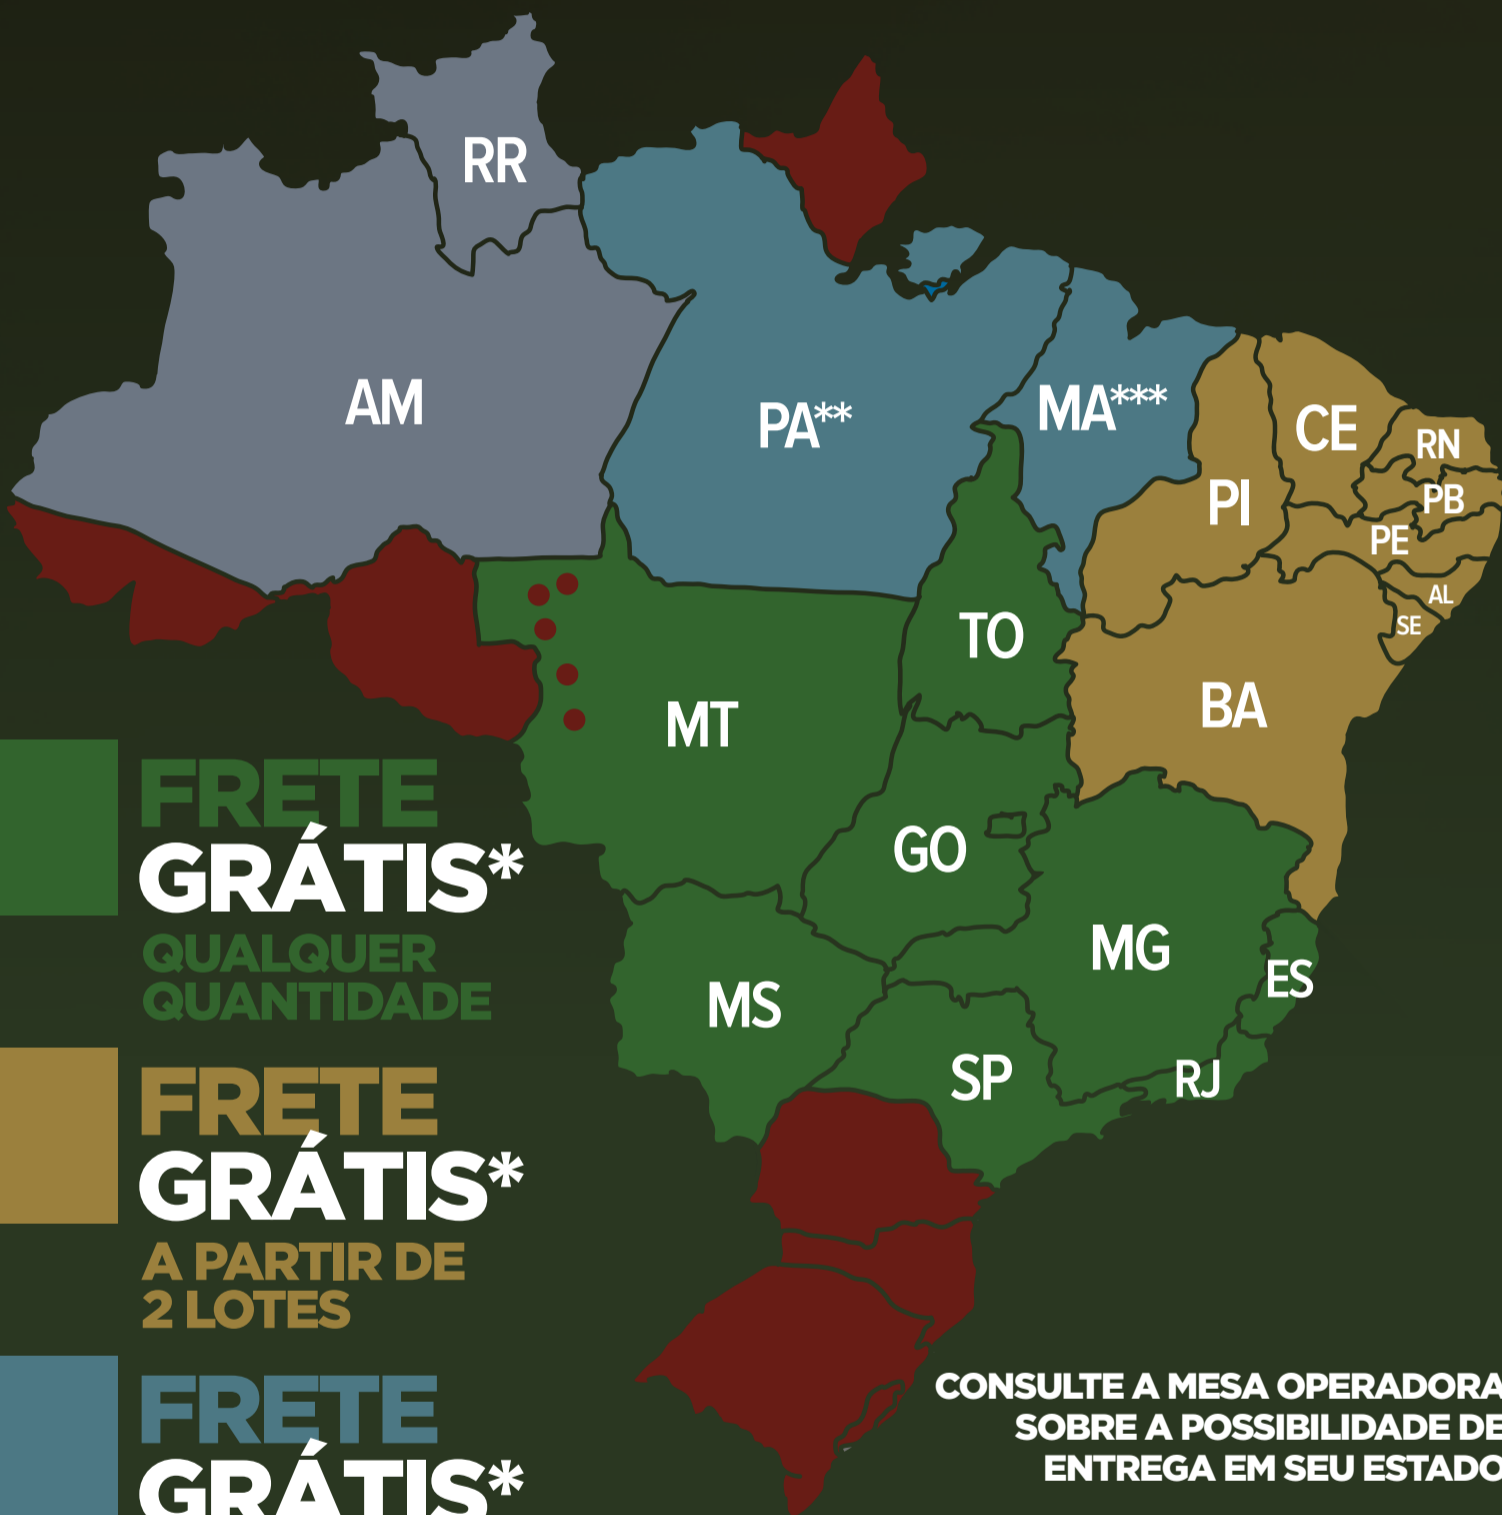 RR
AM
PA**
MA***
CE
RN
PI
PB
PE
AL
SE
TO
BA
MT
GO
MG
ES
MS
SP
RJ
FRETE
GRÁTIS*
QUALQUER
QUANTIDADE
FRETE
GRÁTIS*
A PARTIR DE
2 LOTES
FRETE
GRÁTIS*
CONSULTE A MESA OPERADORA
SOBRE A POSSIBILIDADE DE
ENTREGA EM SEU ESTADO